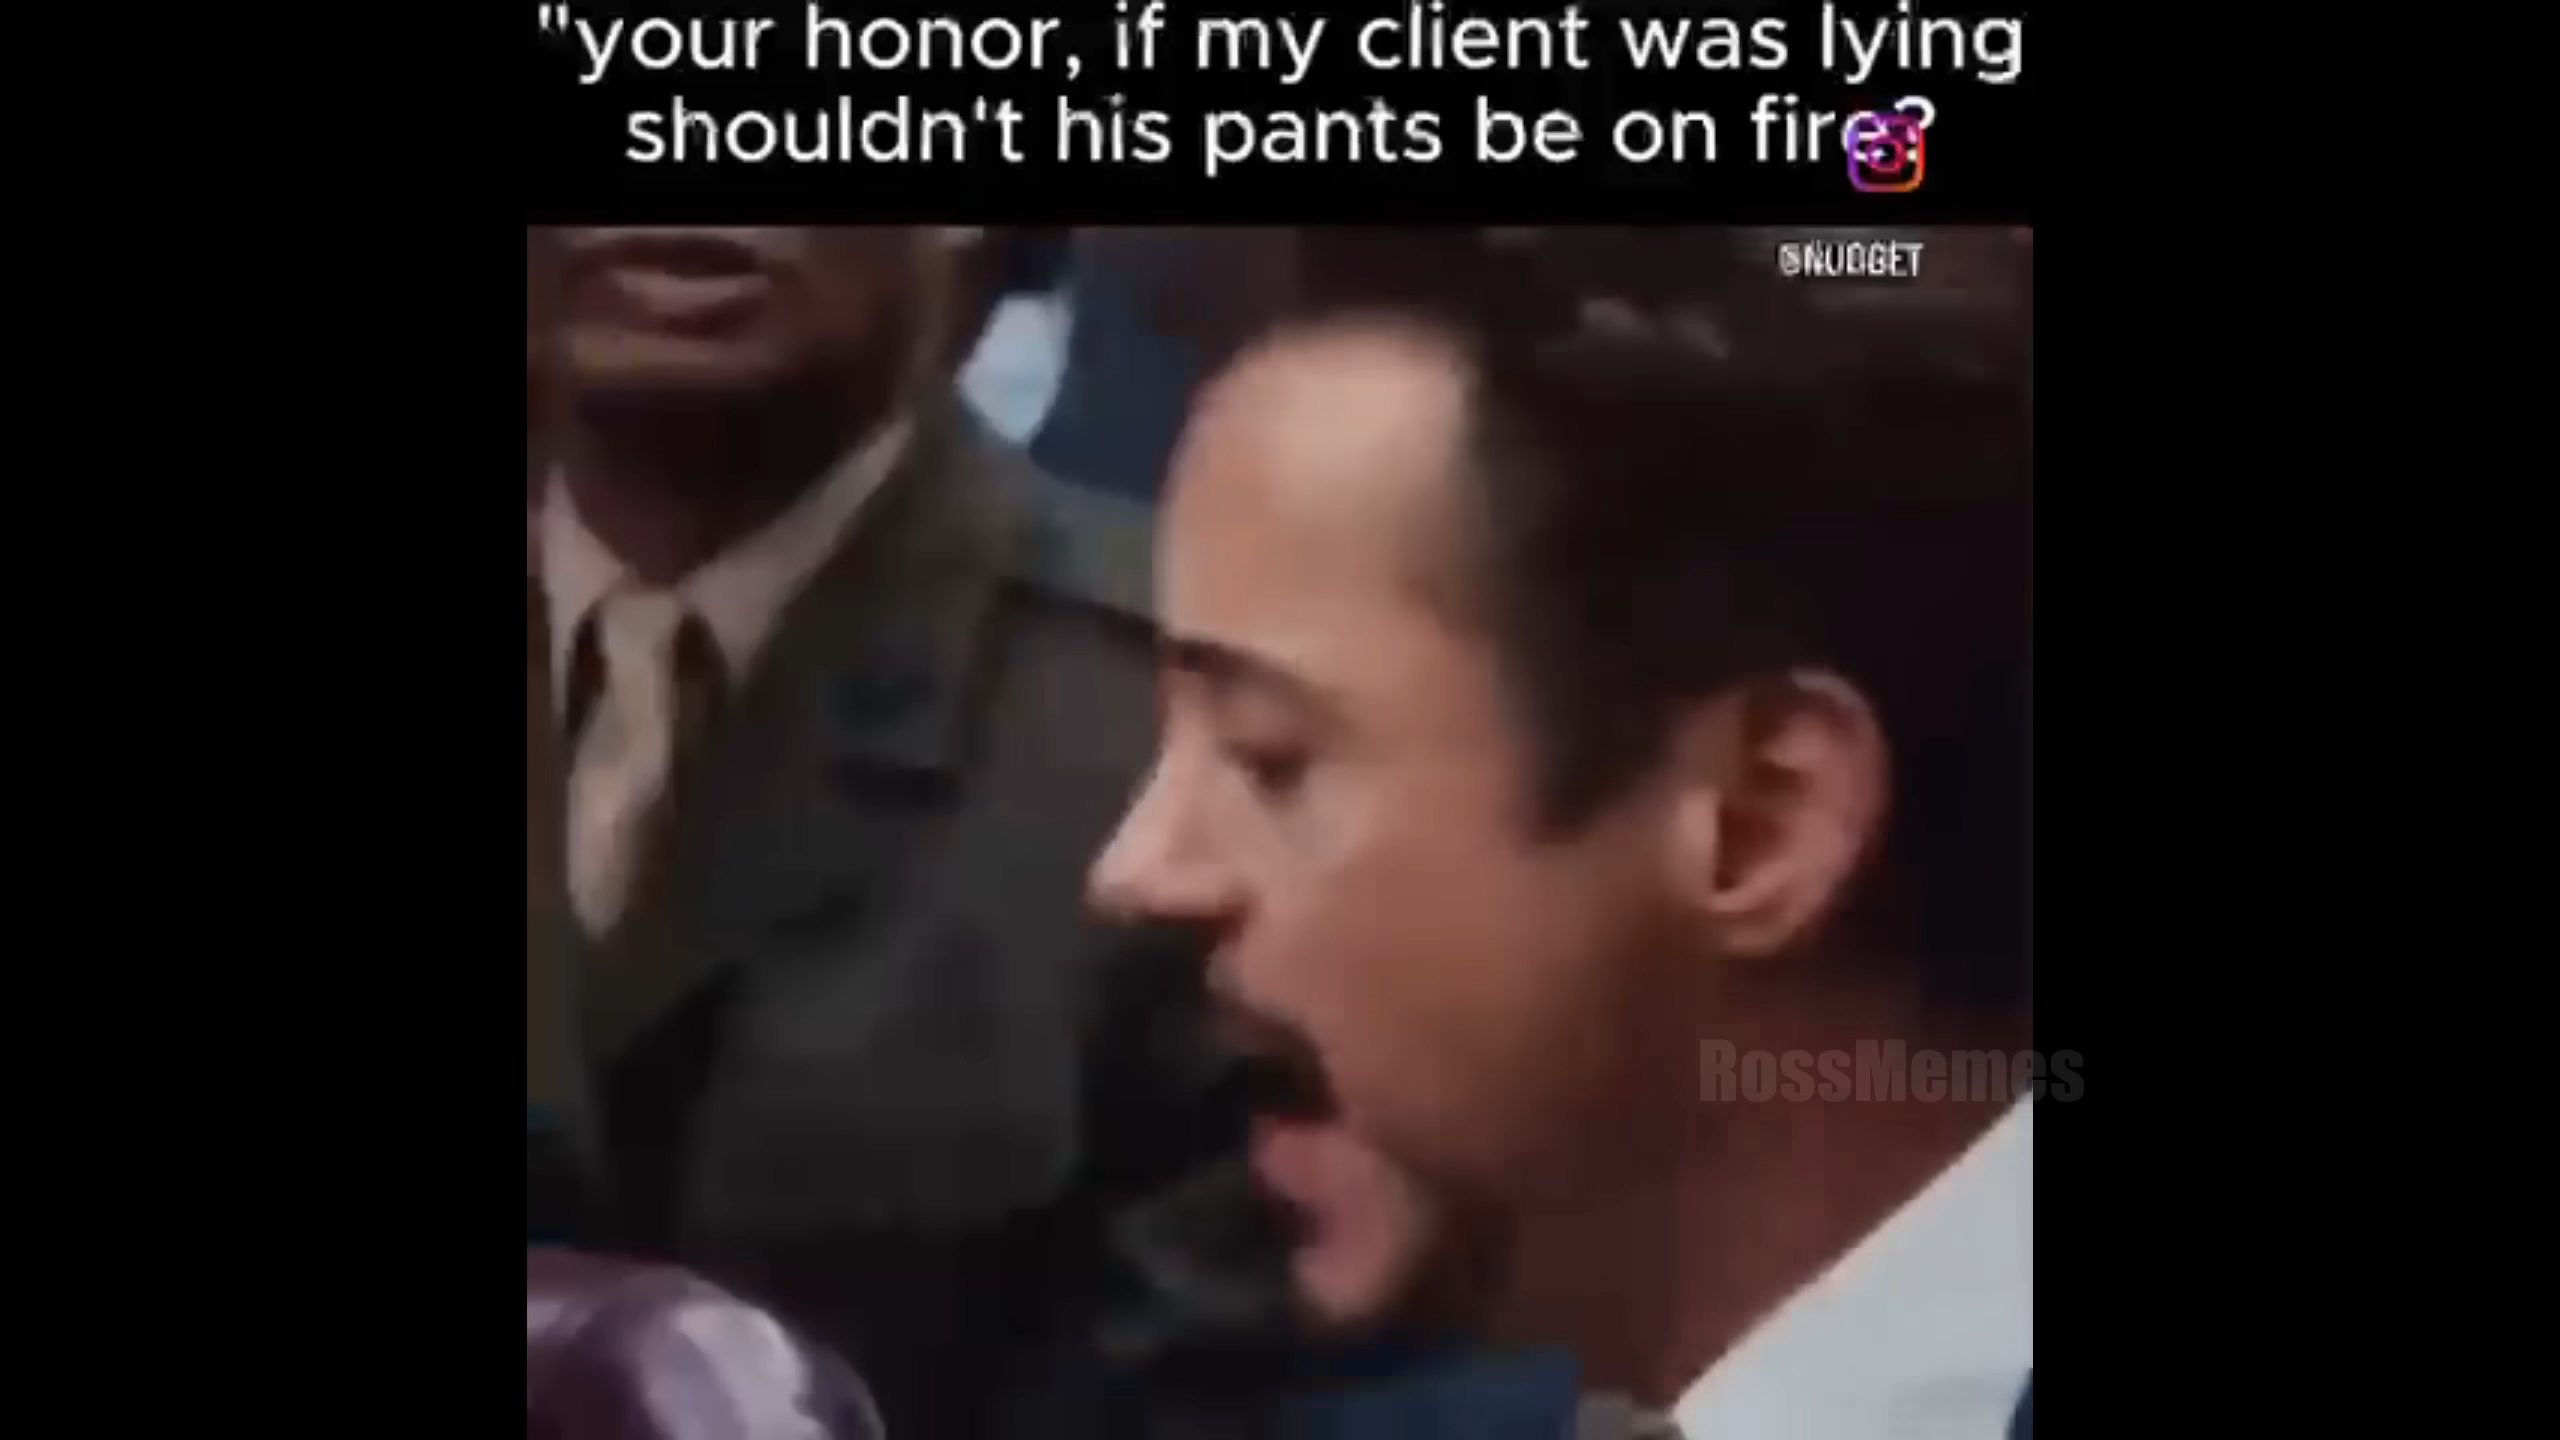 "your honor, if my client was lying
shouldn't his pants be on fire?
@NUDGET
RossMemes